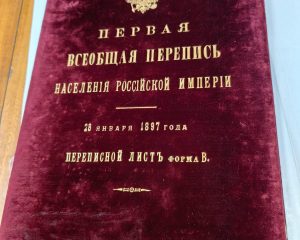 ПЕРВАЯ
ВСЕОБЩАЯ ПЕРЕПИСЬ
НАСЕЛЕНІЯ РОССІЙСКОЙ ИМПЕРІИ
28 ЯНВАРЯ 1897 ГОДА
ПЕРЕПИСНОЙ ЛИСТЪ ФОРМА В.